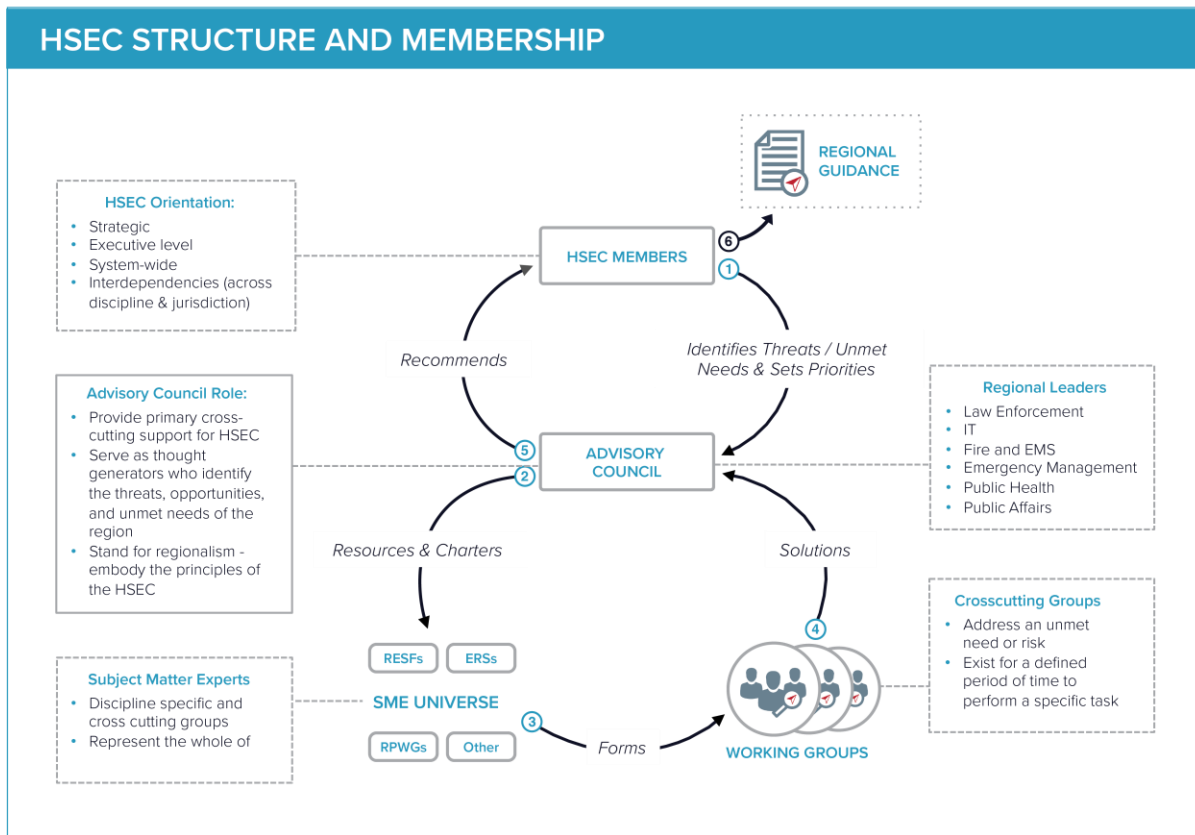 HSEC STRUCTURE AND MEMBERSHIP
REGIONAL
GUIDANCE
HSEC Orientation:
• Strategic
• Executive level
• System-wide
• Interdependencies (across
discipline & jurisdiction)
HSEC MEMBERS
6
1
Recommends
Identifies Threats / Unmet
Needs & Sets Priorities
Advisory Council Role:
• Provide primary cross-
cutting support for HSEC
• Serve as thought
generators who identify
the threats, opportunities,
and unmet needs of the
region
• Stand for regionalism -
embody the principles of
the HSEC
5
2
ADVISORY
COUNCIL
Regional Leaders
• Law Enforcement
• IT
• Fire and EMS
• Emergency Management
• Public Health
• Public Affairs
Resources & Charters
Solutions
Crosscutting Groups
• Address an unmet
need or risk
• Exist for a defined
period of time to
perform a specific task
4
Subject Matter Experts
• Discipline specific and
cross cutting groups
• Represent the whole of
RESFs
ERSs
SME UNIVERSE
RPWGs
Other
3
Forms
WORKING GROUPS